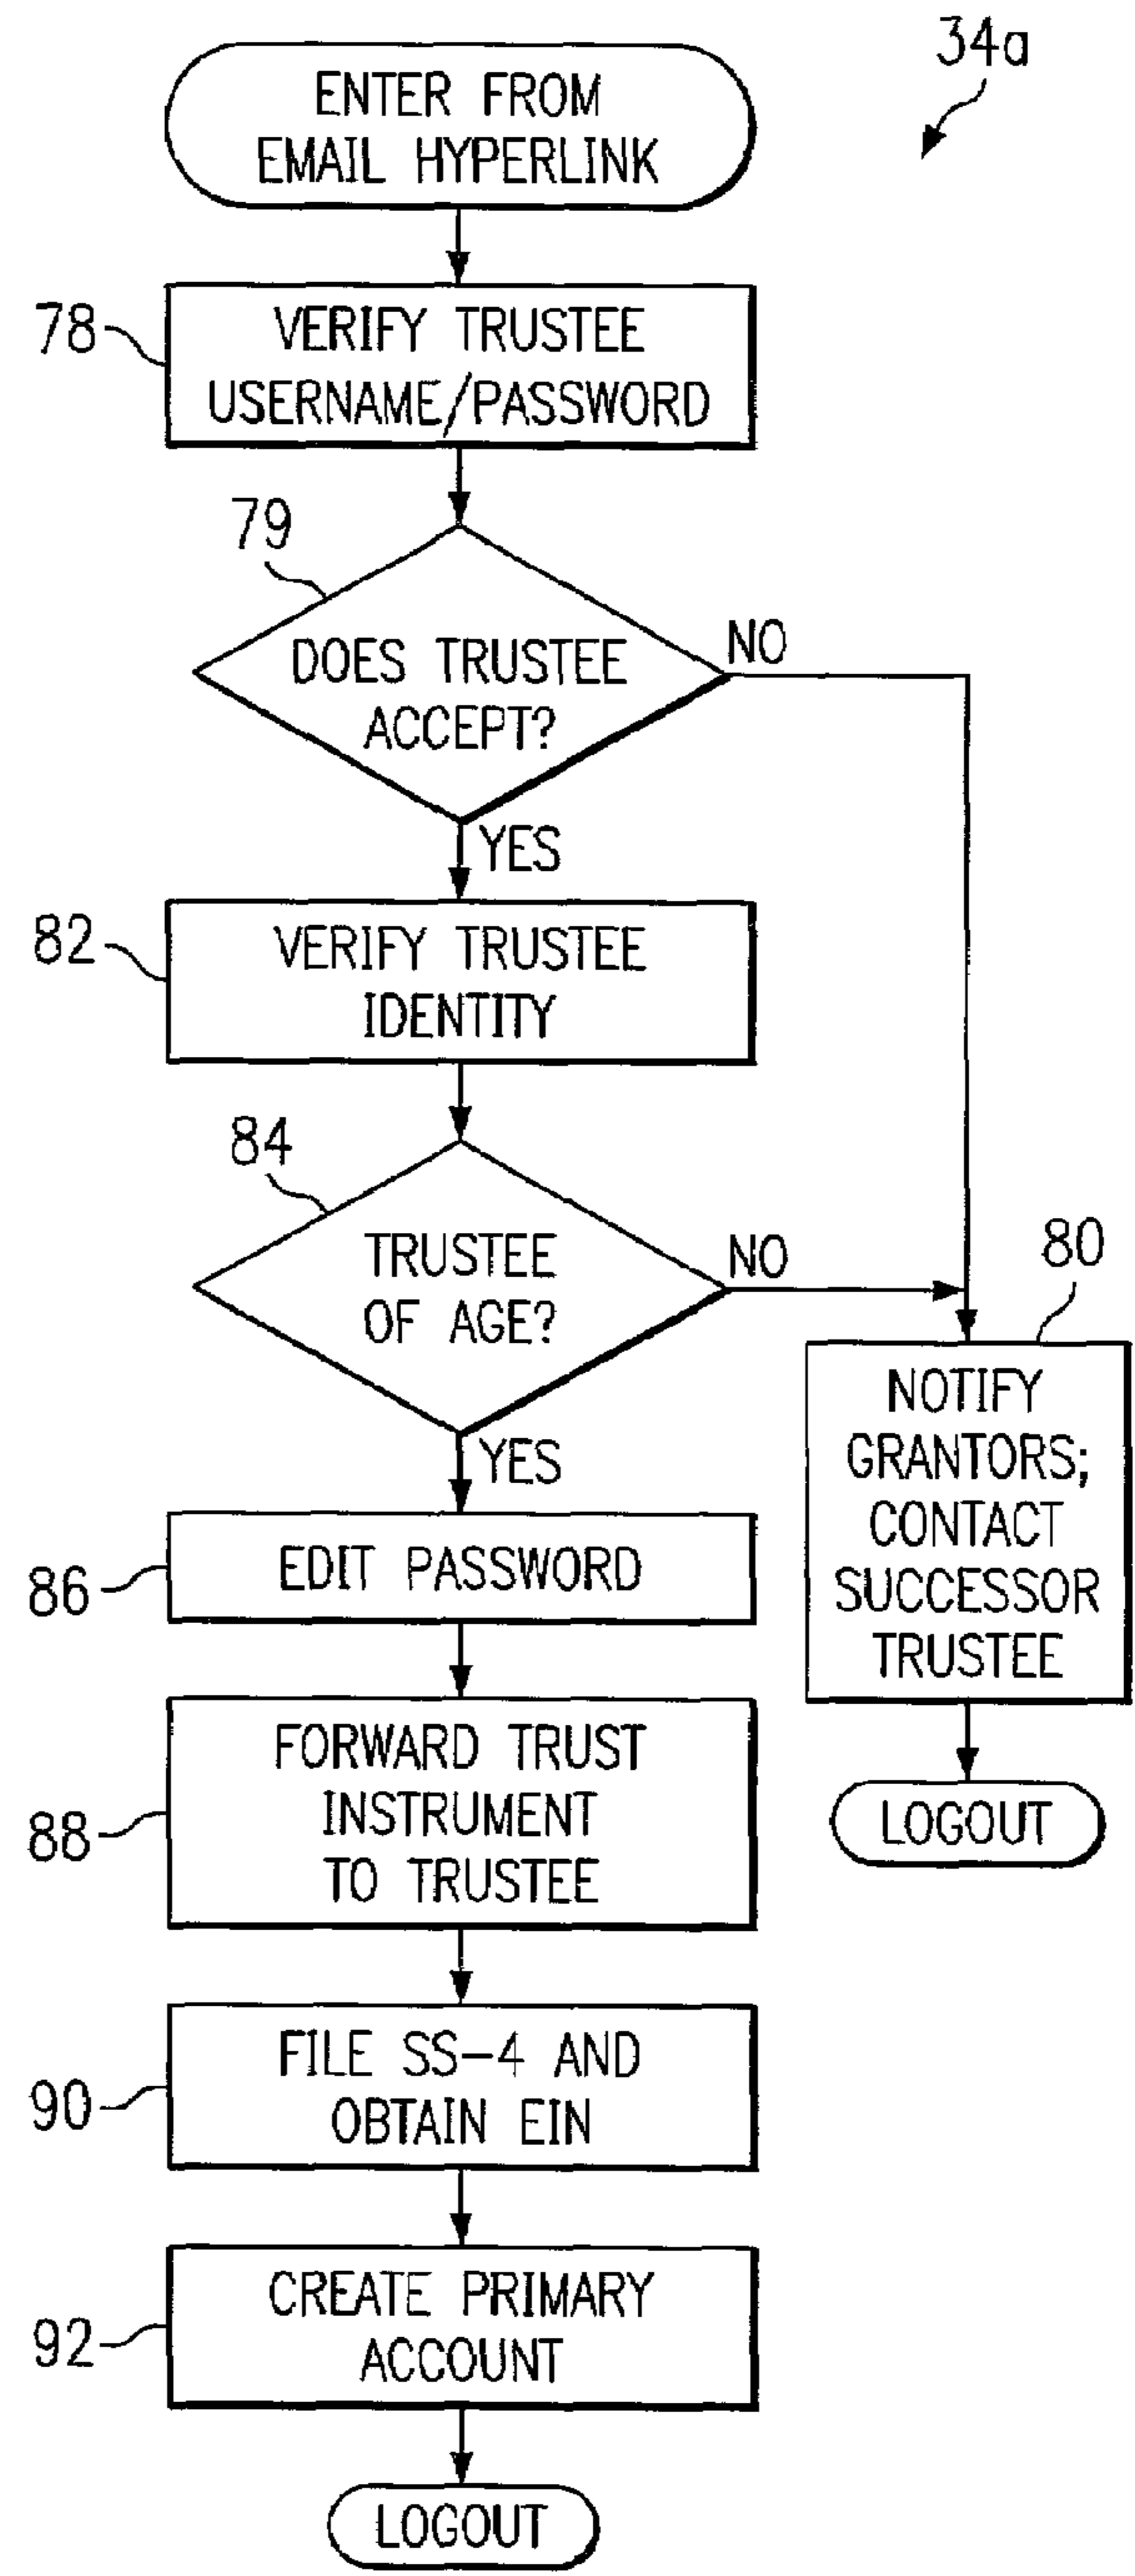 34a
ENTER FROM
EMAIL HYPERLINK
78
VERIFY TRUSTEE
USERNAME/PASSWORD
79
DOES TRUSTEE
ACCEPT?
NO
YES
82
VERIFY TRUSTEE
IDENTITY
84
TRUSTEE
OF AGE?
NO
YES
80
NOTIFY
GRANTORS;
CONTACT
SUCCESSOR
TRUSTEE
LOGOUT
86
EDIT PASSWORD
88
FORWARD TRUST
INSTRUMENT
TO TRUSTEE
90
FILE SS-4 AND
OBTAIN EIN
92
CREATE PRIMARY
ACCOUNT
LOGOUT